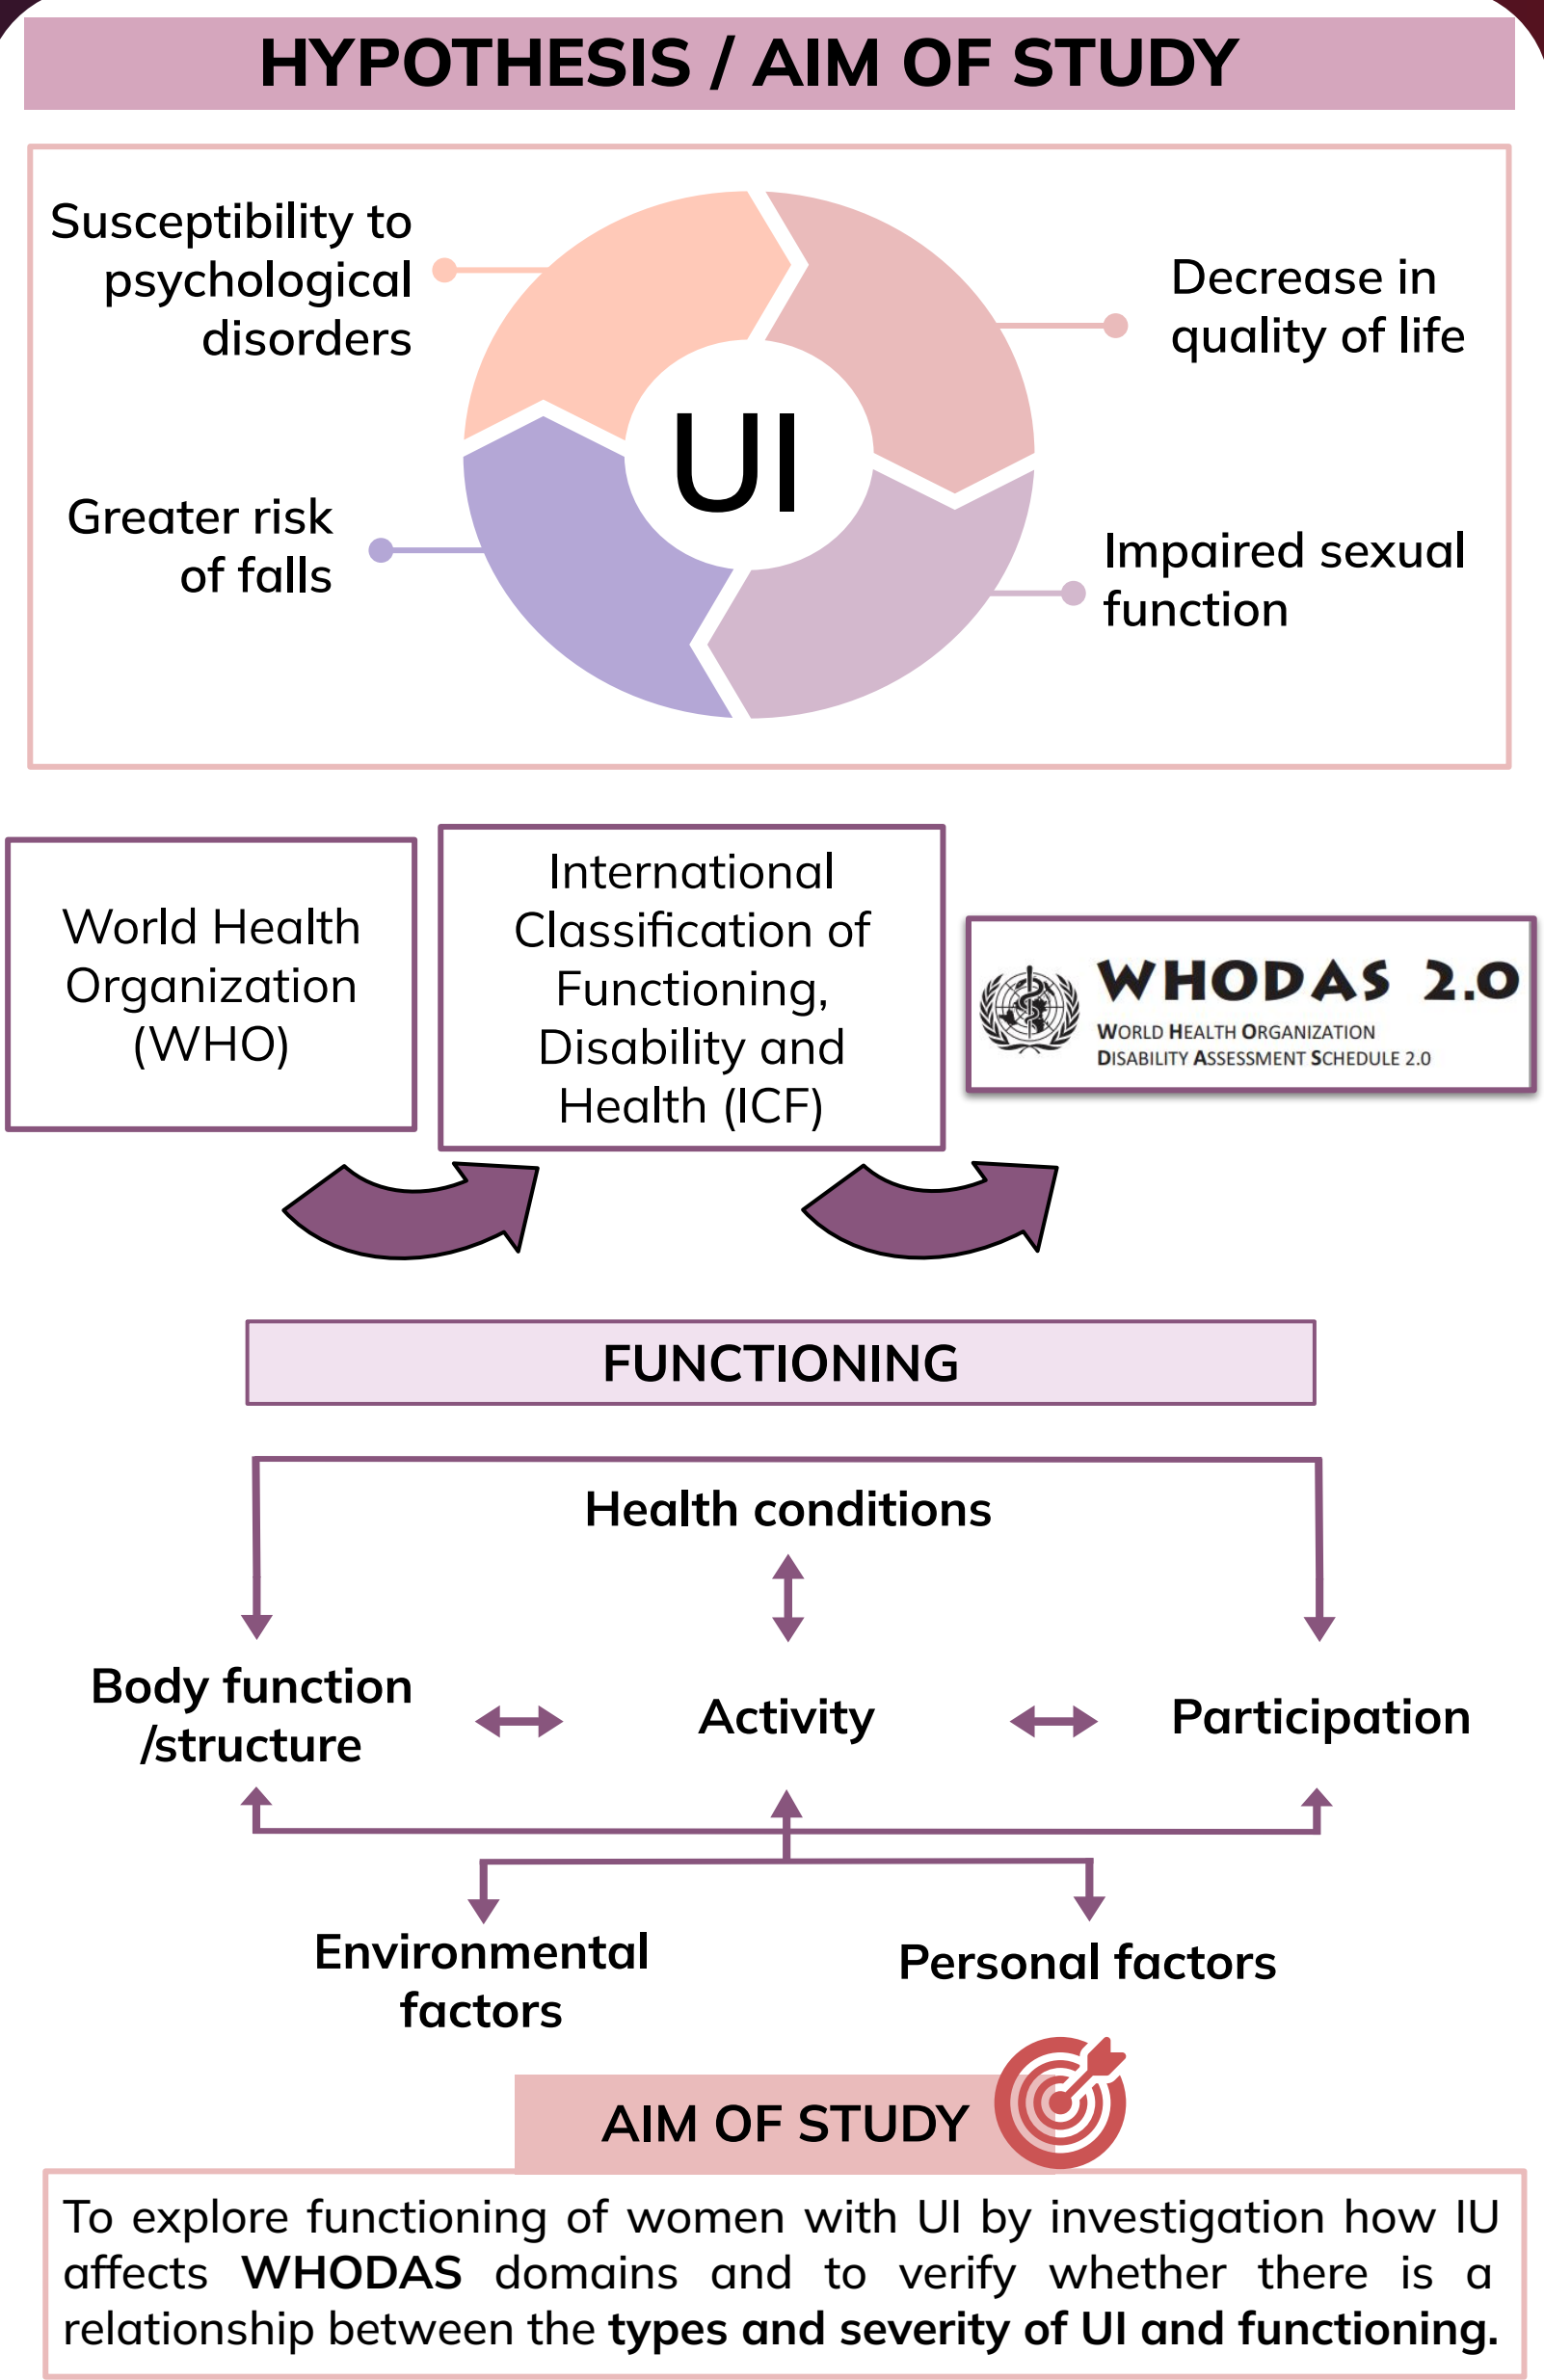 HYPOTHESIS / AIM OF STUDY
Susceptibility to
psychological
disorders
Decrease in
quality of life
UI
Greater risk
of falls
Impaired sexual
function
World Health
Organization
(WHO)
International
Classification of
Functioning,
Disability and
Health (ICF)
WHODAS 2.0
WORLD HEALTH ORGANIZATION
DISABILITY ASSESSMENT SCHEDULE 2.0
FUNCTIONING
Health conditions
Body function
/structure
Activity
Participation
Environmental
factors
Personal factors
AIM OF STUDY
To explore functioning of women with UI by investigation how IU
affects WHODAS domains and to verify whether there is a
relationship between the types and severity of UI and functioning.